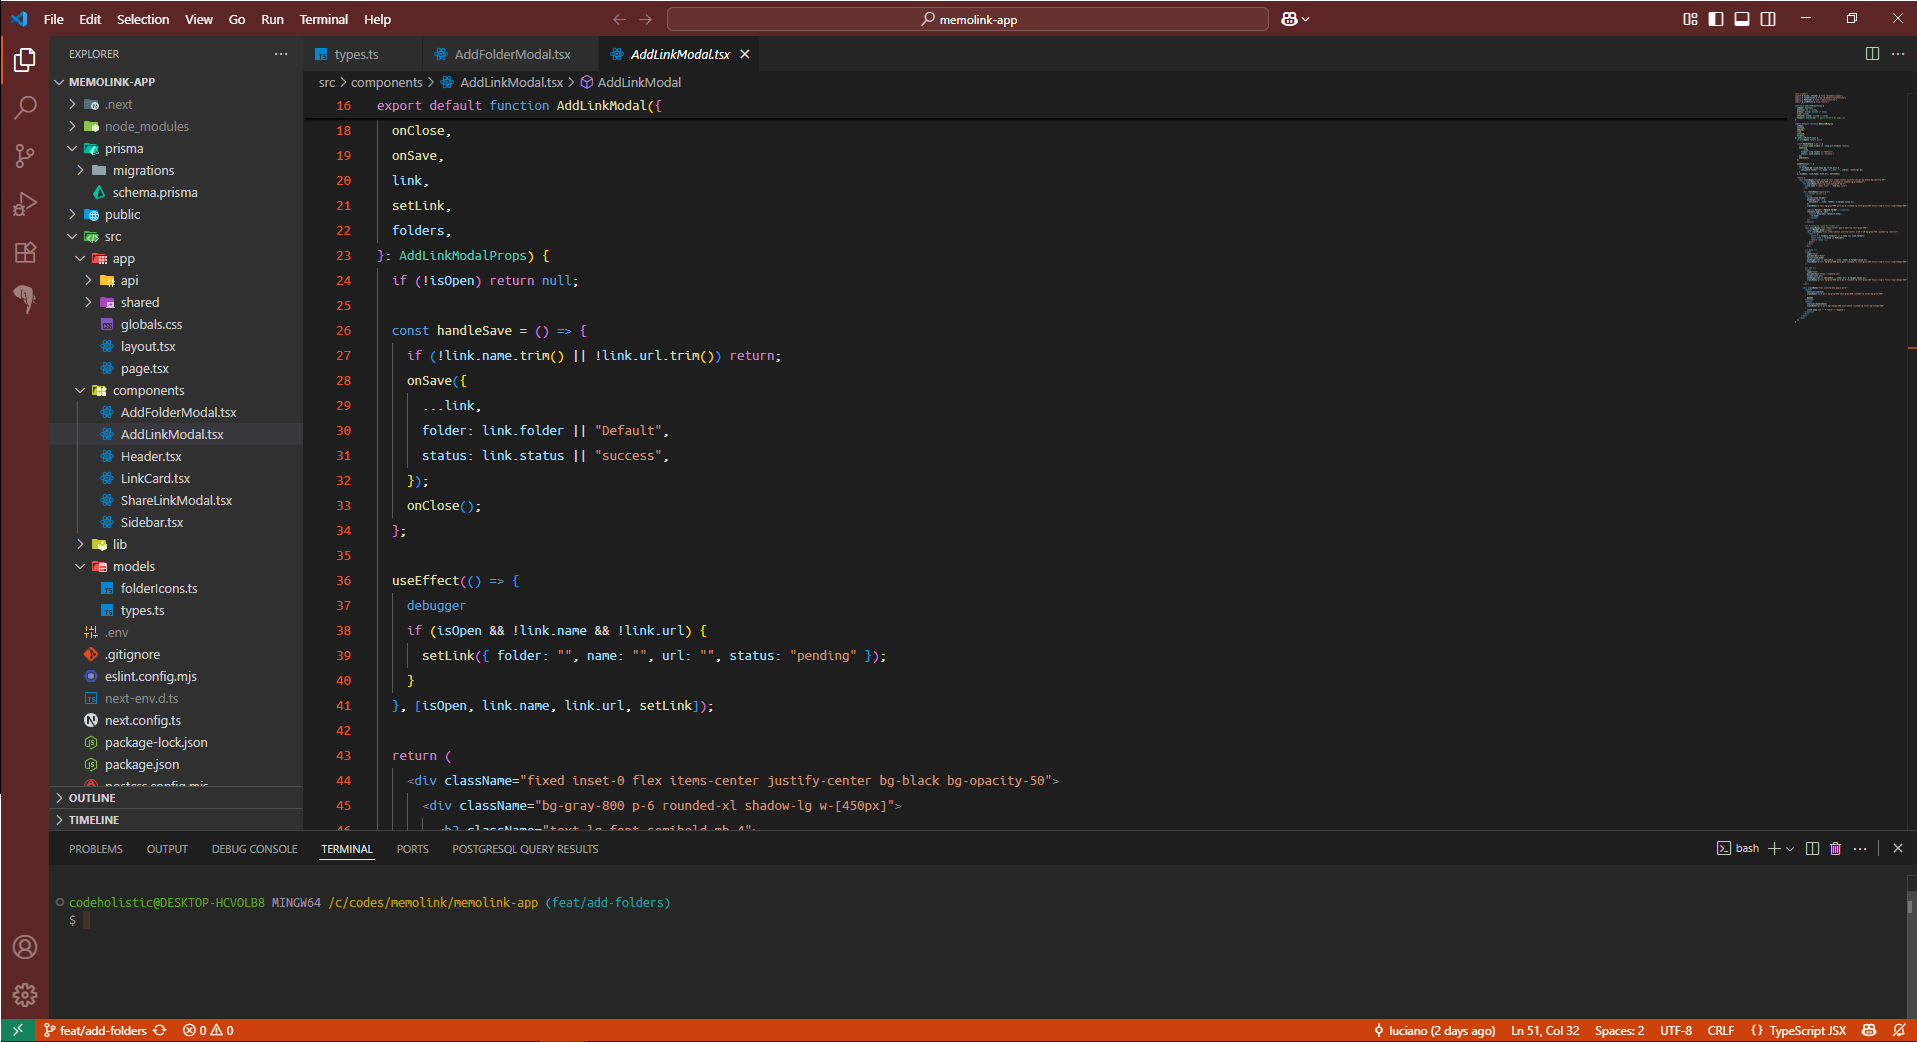 File Edit Selection View Go Run Terminal Help
memolink-app
EXPLORER
MEMOLINK-APP
.next
node_modules
prisma
migrations
schema.prisma
public
src
app
api
shared
globals.css
layout.tsx
page.tsx
components
AddFolderModal.tsx
AddLinkModal.tsx
Header.tsx
LinkCard.tsx
ShareLinkModal.tsx
Sidebar.tsx
lib
models
folderIcons.ts
types.ts
.env
.gitignore
eslint.config.mjs
next-env.d.ts
next.config.ts
package-lock.json
package.json
postcss.config.mjs
OUTLINE
TIMELINE
types.ts AddFolderModal.tsx AddLinkModal.tsx
src > components > AddLinkModal.tsx > AddLinkModal
16 export default function AddLinkModal({
18 onClose,
19 onSave,
20 link,
21 setLink,
22 folders,
23 }: AddLinkModalProps) {
24 if (!isOpen) return null;
25
26 const handleSave = () => {
27 if (!link.name.trim() || !link.url.trim()) return;
28 onSave({
29 ...link,
30 folder: link.folder || "Default",
31 status: link.status || "success",
32 });
33 onClose();
34 };
35
36 useEffect(() => {
37 debugger
38 if (isOpen && !link.name && !link.url) {
39 setLink({ folder: "", name: "", url: "", status: "pending" });
40 }
41 }, [isOpen, link.name, link.url, setLink]);
42
43 return (
44 <div className="fixed inset-0 flex items-center justify-center bg-black bg-opacity-50">
45 <div className="bg-gray-800 p-6 rounded-xl shadow-lg w-[450px]">
46 <h2 className="text-lg font-semibold mb-4">
PROBLEMS OUTPUT DEBUG CONSOLE TERMINAL PORTS POSTGRESQL QUERY RESULTS
bash
codeholistic@DESKTOP-HCVOLB8 MINGW64 /c/codes/memolink/memolink-app (feat/add-folders)
$
feat/add-folders 0 0
luciano (2 days ago) Ln 51, Col 32 Spaces: 2 UTF-8 CRLF {} TypeScript JSX